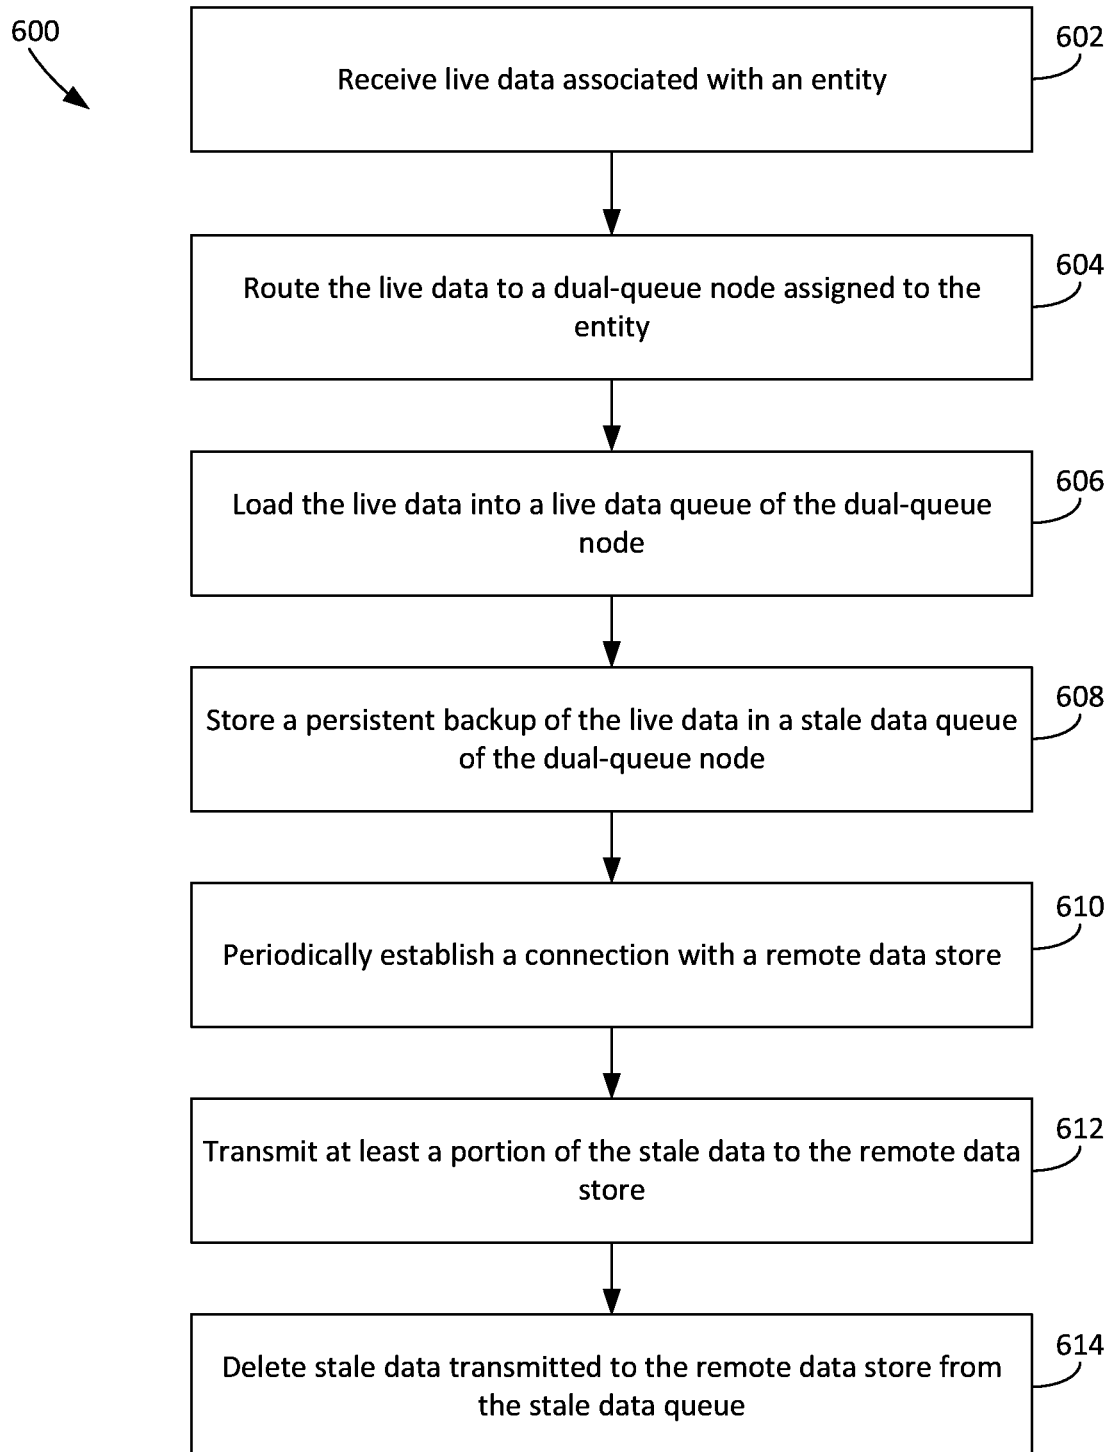 600
602
Receive live data associated with an entity
604
Route the live data to a dual-queue node assigned to the
entity
606
Load the live data into a live data queue of the dual-queue
node
608
Store a persistent backup of the live data in a stale data queue
of the dual-queue node
610
Periodically establish a connection with a remote data store
612
Transmit at least a portion of the stale data to the remote data
store
614
Delete stale data transmitted to the remote data store from
the stale data queue